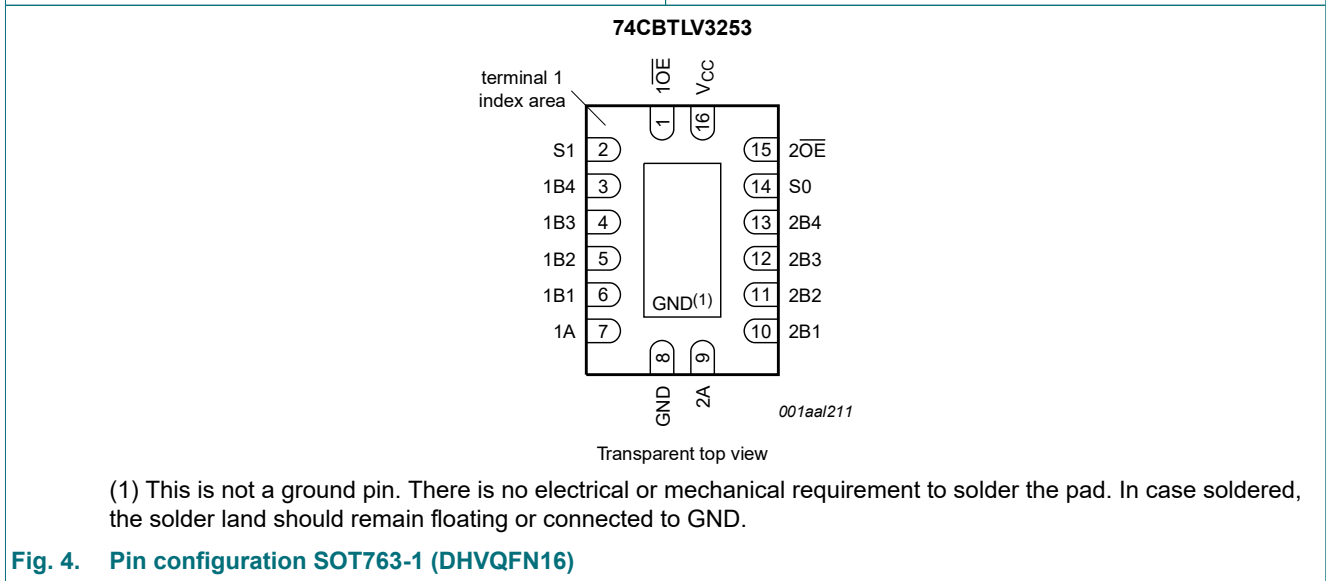 74CBTLV3253
terminal 1
index area
1O̅E̅
VCC
1
16
S1 2
15 2O̅E̅
1B4 3
14 S0
1B3 4
13 2B4
1B2 5
12 2B3
1B1 6
11 2B2
GND(1)
1A 7
10 2B1
8
9
GND
2A
001aal211
Transparent top view
(1) This is not a ground pin. There is no electrical or mechanical requirement to solder the pad. In case soldered,
the solder land should remain floating or connected to GND.
Fig. 4. Pin configuration SOT763-1 (DHVQFN16)